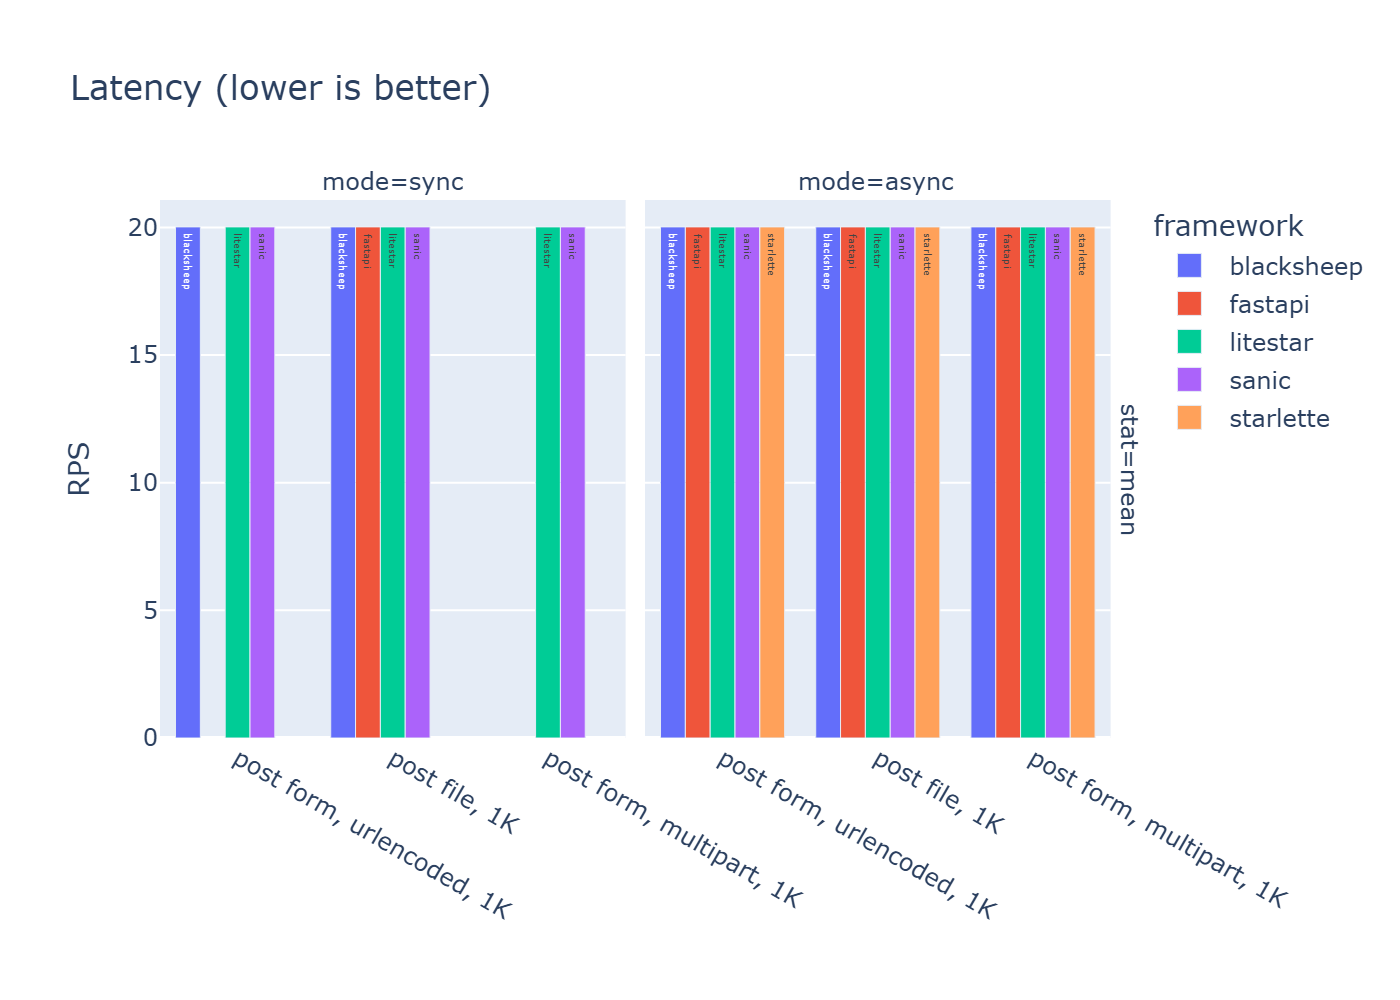 Latency (lower is better)
mode=sync
mode=async
framework
blacksheep
fastapi
litestar
sanic
starlette
stat=mean
RPS
20
15
10
5
0
blacksheep
litestar
sanic
blacksheep
fastapi
litestar
sanic
litestar
sanic
blacksheep
fastapi
litestar
sanic
starlette
blacksheep
fastapi
litestar
sanic
starlette
blacksheep
fastapi
litestar
sanic
starlette
post form, urlencoded, 1K
post file, 1K
post form, multipart, 1K
post form, urlencoded, 1K
post file, 1K
post form, multipart, 1K